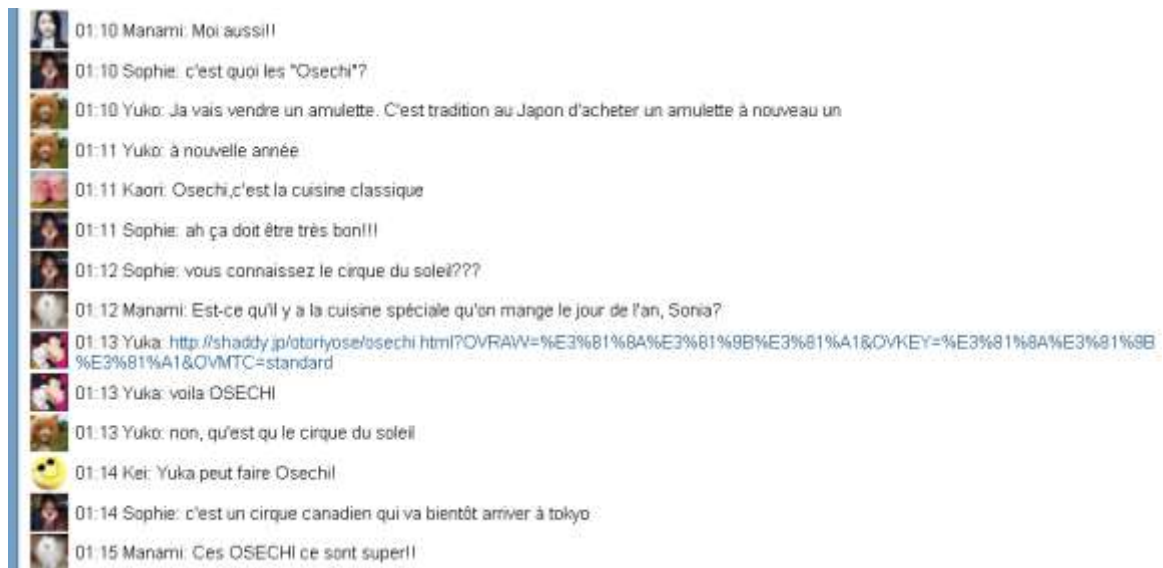 01:10 Manami: Moi aussi!!
01:10 Sophie: c'est quoi les "Osechi"?
01:10 Yuko: Ja vais vendre un amulette. C'est tradition au Japon d'acheter un amulette à nouveau un
01:11 Yuko: à nouvelle année
01:11 Kaori: Osechi,c'est la cuisine classique
01:11 Sophie: ah ça doit être très bon!!!
01:12 Sophie: vous connaissez le cirque du soleil???
01:12 Manami: Est-ce qu'il y a la cuisine spéciale qu'on mange le jour de l'an, Sonia?
01:13 Yuka: http://shaddy.jp/otoriyose/osechi.html?OVRAW=%E3%81%8A%E3%81%9B%E3%81%A1&OVKEY=%E3%81%8A%E3%81%9B
%E3%81%A1&OVMTC=standard
01:13 Yuka: voila OSECHI
01:13 Yuko: non, qu'est qu le cirque du soleil
01:14 Kei: Yuka peut faire Osechi!
01:14 Sophie: c'est un cirque canadien qui va bientôt arriver à tokyo
01:15 Manami: Ces OSECHI ce sont super!!